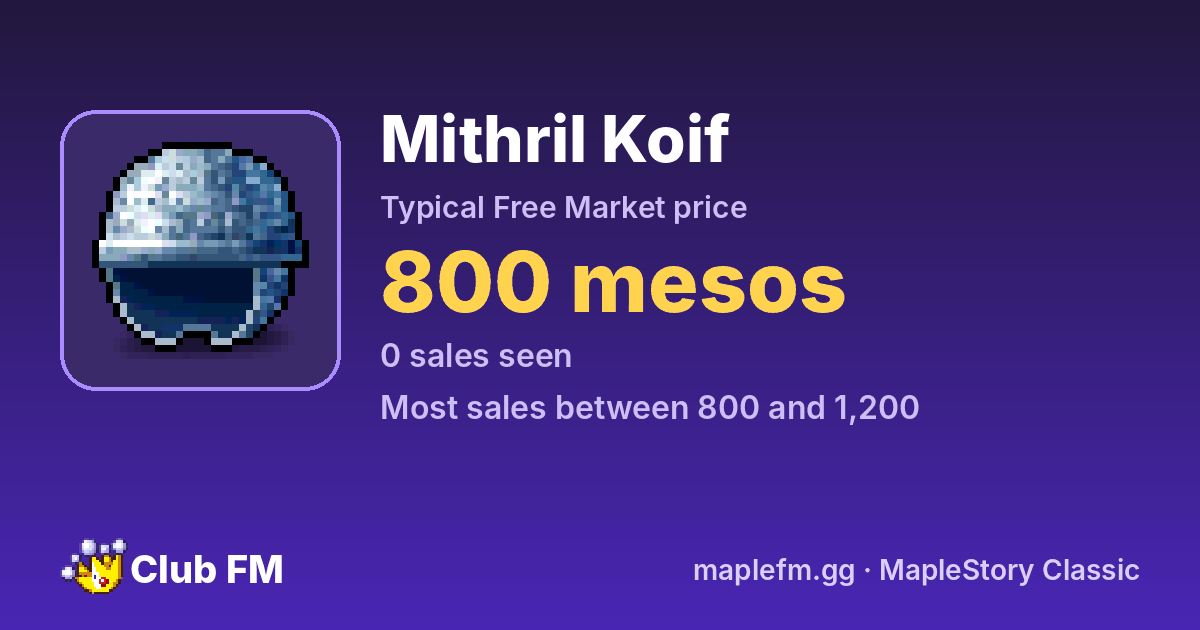 Mithril Koif
Typical Free Market price
800 mesos
0 sales seen
Most sales between 800 and 1,200
Club FM
maplefm.gg · MapleStory Classic